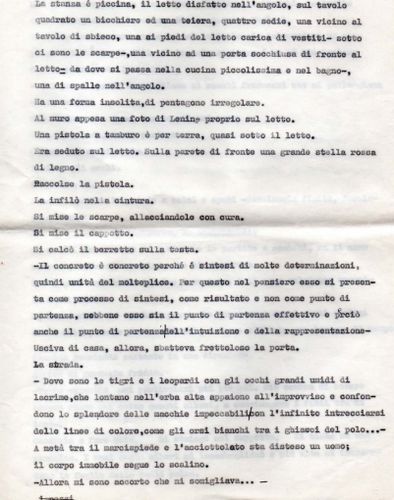 La stanza é piccina, il letto disfatto nell'angolo, sul tavolo
quadrato un bicchiere ed una teiera, quattro sedie, una vicino al
tavolo di sbieco, una ai piedi del letto carica di vestiti- sotto
ci sono le scarpe-,una vicino ad una porta socchiusa di fronte al
letto- da dove si passa nella cucina piccolissima e nel bagno-,
una di spalle nell'angolo.
Ha una forma insolita,di pentagono irregolare.
Al muro appesa una foto di Lening proprio sul letto.
Una pistola a tamburo é per terra, quasi sotto il letto.
Era seduto sul letto. Sulla parete di fronte una grande stella rossa
di legno.
Raccolse la pistola.
La infilò nella cintura.
Si mise le scarpe, allacciandole con cura.
Si mise il cappotto.
Si calcò il berretto sulla testa.
-Il concreto è concreto perché é sintesi di molte determinazioni,
quindi unità del molteplice. Per questo nel pensiero esso si presen-
ta come processo di sintesi, come risultato e non come punto di
partenza, sebbene esso sia il punto di partenza effettivo e perciò
anche il punto di partenza dell'intuizione e della rappresentazione-
Usciva di casa, allora, sbatteva frettoloso la porta.
La strada.
- Dove sono le tigri e i leopardi con gli occhi grandi umidi di
lacrime,che lontano nell'erba alta appaiono all'improvviso e confon-
dono lo splendore delle macchie impeccabili con l'infinito intrecciarsi
delle linee di colore,come gli orsi bianchi tra i ghiacci del polo...-
A metà tra il marciapiede e l'acciottolato sta disteso un uomo;
il corpo immobile segue lo scalino.
-Allora mi sono accorto che mi somigliava... -